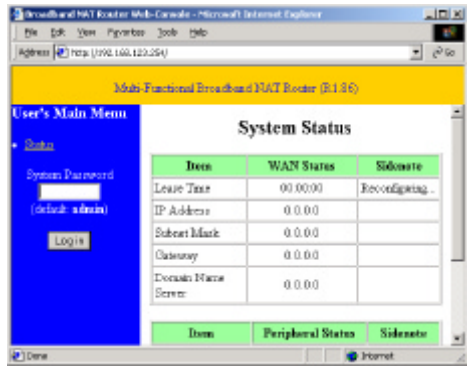 Broadband NAT Router Web-Console - Microsoft Internet Explorer
File Edit View Favorites Tools Help
Address http://192.168.123.254/ Go
Multi-Functional Broadband NAT Router (R1.86)
User's Main Menu
• Status
System Password
(default: admin)
Log in
System Status
Item WAN Status Sidenote
Lease Time 00:00:00 Reconfiguring...
IP Address 0.0.0.0
Subnet Mask 0.0.0.0
Gateway 0.0.0.0
Domain Name Server 0.0.0.0
Item Peripheral Status Sidenote
Done Internet